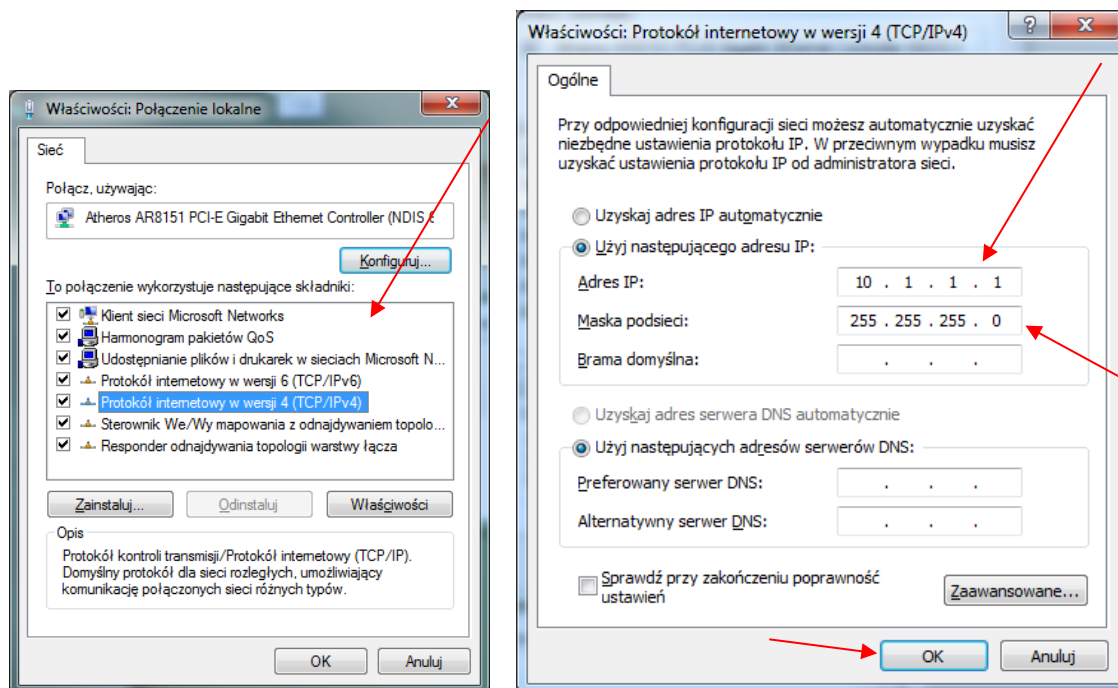 Właściwości: Połączenie lokalne
Sieć
Połącz, używając:
Atheros AR8151 PCI-E Gigabit Ethernet Controller (NDIS
Konfiguruj...
To połączenie wykorzystuje następujące składniki:
Klient sieci Microsoft Networks
Harmonogram pakietów QoS
Udostępnianie plików i drukarek w sieciach Microsoft N...
Protokół internetowy w wersji 6 (TCP/IPv6)
Protokół internetowy w wersji 4 (TCP/IPv4)
Sterownik We/Wy mapowania z odnajdywaniem topolo...
Responder odnajdywania topologii warstwy łącza
Zainstaluj... Odinstaluj Właściwości
Opis
Protokół kontroli transmisji/Protokół internetowy (TCP/IP).
Domyślny protokół dla sieci rozległych, umożliwiający
komunikację połączonych sieci różnych typów.
OK Anuluj
Właściwości: Protokół internetowy w wersji 4 (TCP/IPv4)
Ogólne
Przy odpowiedniej konfiguracji sieci możesz automatycznie uzyskać
niezbędne ustawienia protokołu IP. W przeciwnym wypadku musisz
uzyskać ustawienia protokołu IP od administratora sieci.
Uzyskaj adres IP automatycznie
Użyj następującego adresu IP:
Adres IP: 10 . 1 . 1 . 1
Maska podsieci: 255 . 255 . 255 . 0
Brama domyślna: . . .
Uzyskaj adres serwera DNS automatycznie
Użyj następujących adresów serwerów DNS:
Preferowany serwer DNS: . . .
Alternatywny serwer DNS: . . .
Sprawdź przy zakończeniu poprawność
ustawień
Zaawansowane...
OK Anuluj